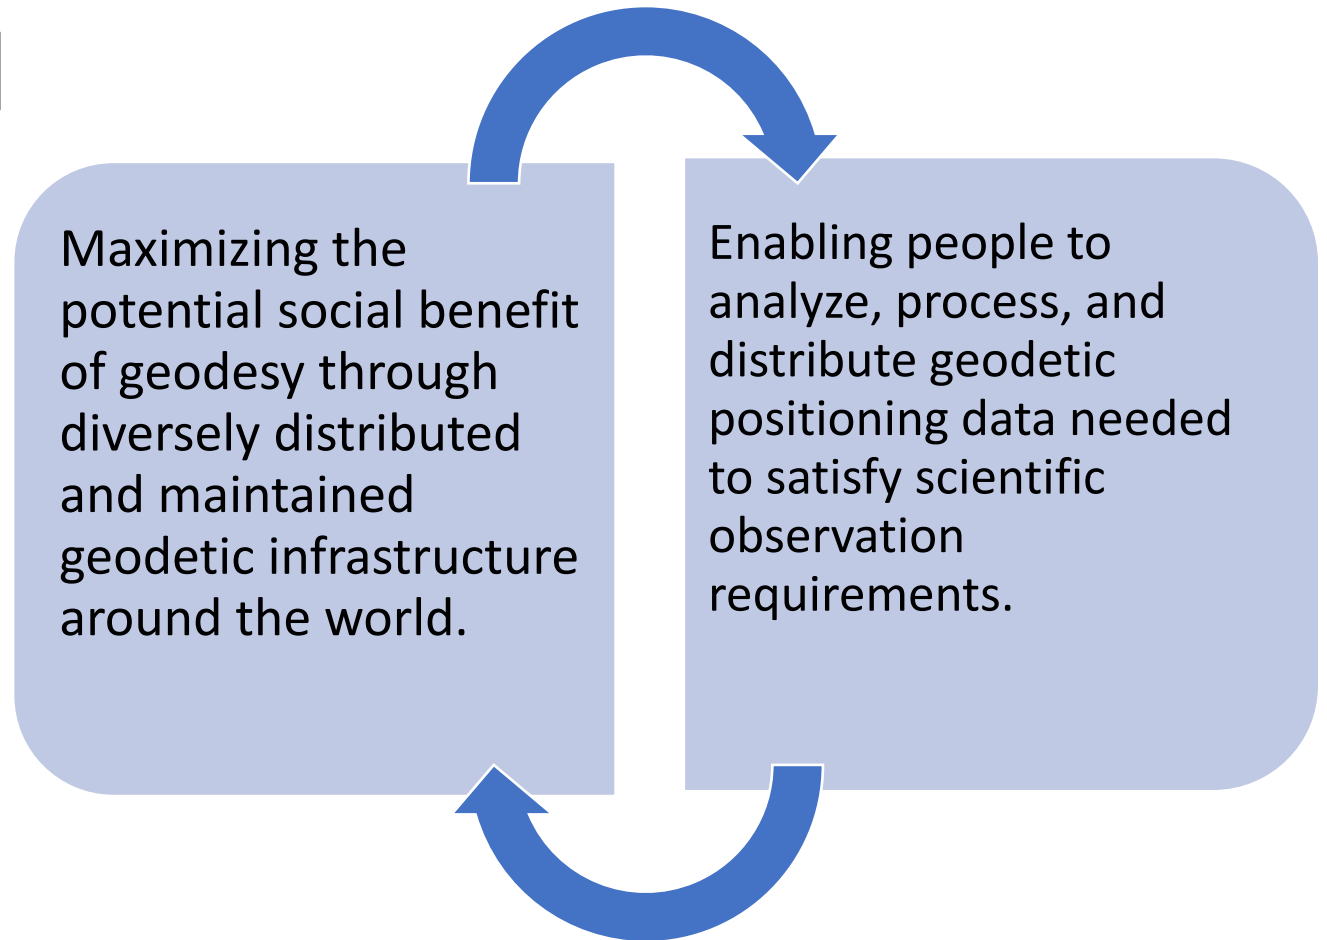 Maximizing the
potential social benefit
of geodesy through
diversely distributed
and maintained
geodetic infrastructure
around the world.
Enabling people to
analyze, process, and
distribute geodetic
positioning data needed
to satisfy scientific
observation
requirements.